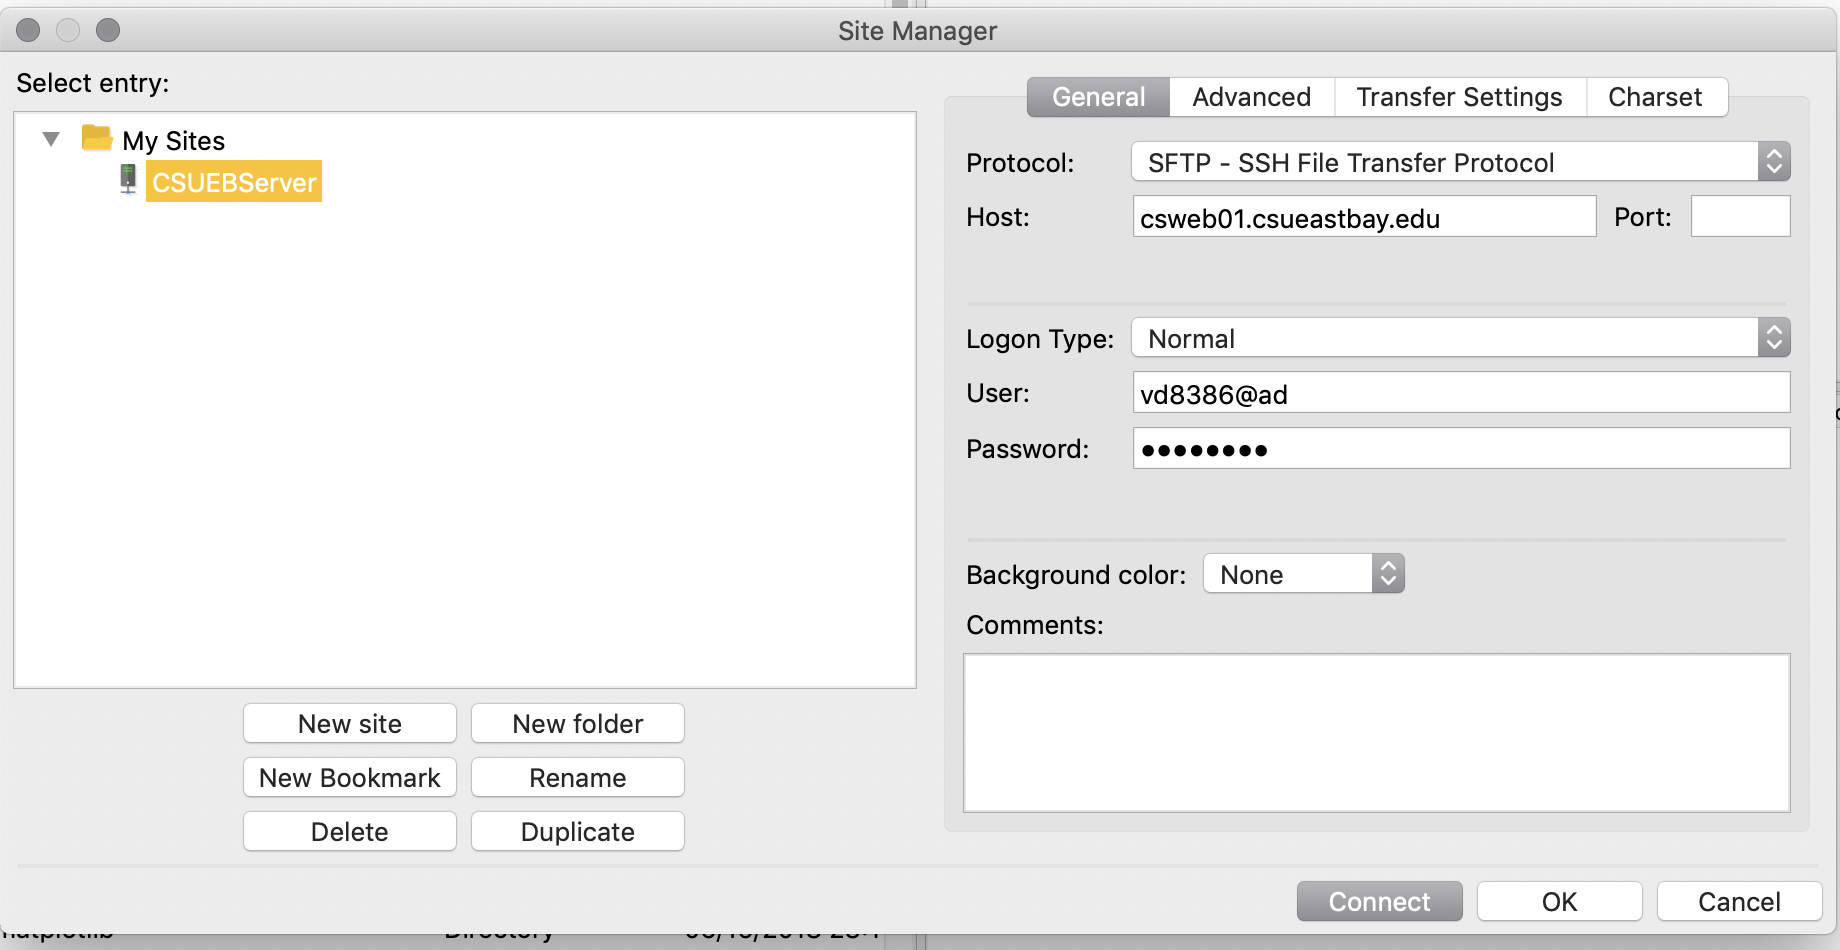 Site Manager
Select entry:
My Sites
CSUEBServer
New site
New folder
New Bookmark
Rename
Delete
Duplicate
General
Advanced
Transfer Settings
Charset
Protocol:
SFTP - SSH File Transfer Protocol
Host:
csweb01.csueastbay.edu
Port:
Logon Type:
Normal
User:
vd8386@ad
Password:
••••••••
Background color:
None
Comments:
Connect
OK
Cancel
Directory